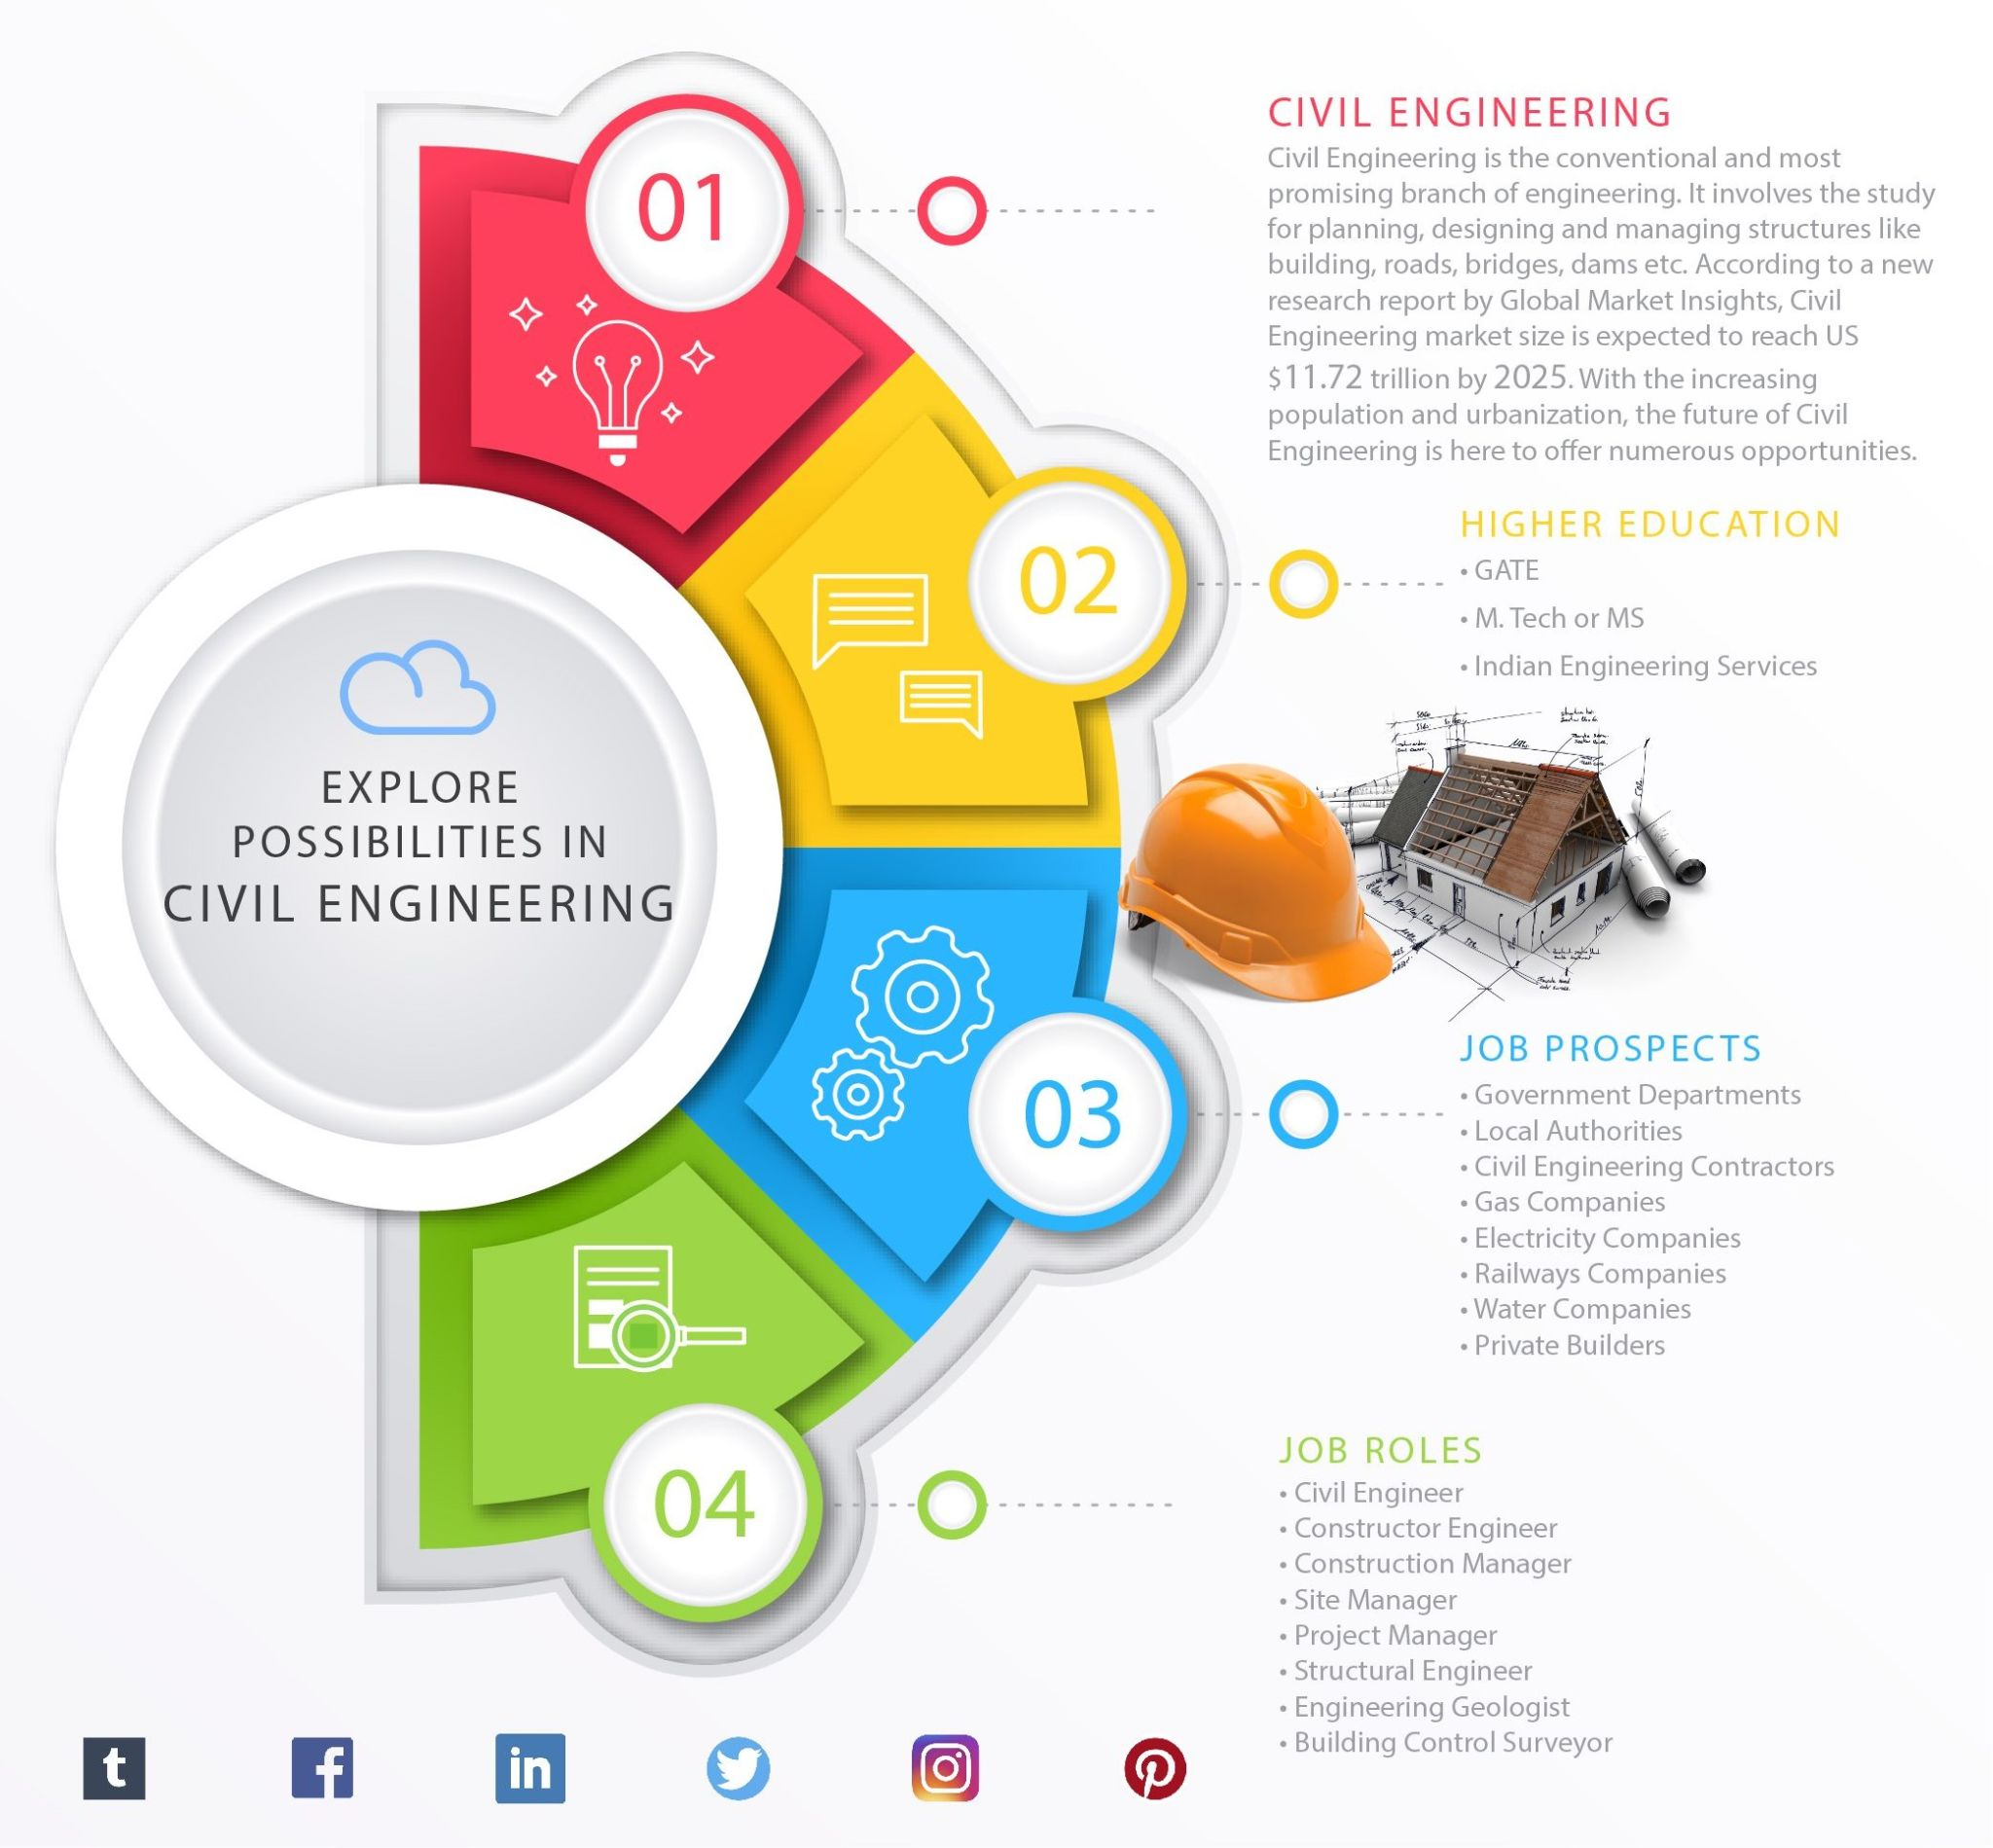 01
CIVIL ENGINEERING
Civil Engineering is the conventional and most
promising branch of engineering. It involves the study
for planning, designing and managing structures like
building, roads, bridges, dams etc. According to a new
research report by Global Market Insights, Civil
Engineering market size is expected to reach US
$11.72 trillion by 2025. With the increasing
population and urbanization, the future of Civil
Engineering is here to offer numerous opportunities.
02
HIGHER EDUCATION
• GATE
• M. Tech or MS
• Indian Engineering Services
EXPLORE
POSSIBILITIES IN
CIVIL ENGINEERING
03
JOB PROSPECTS
• Government Departments
• Local Authorities
• Civil Engineering Contractors
• Gas Companies
• Electricity Companies
• Railways Companies
• Water Companies
• Private Builders
04
JOB ROLES
• Civil Engineer
• Constructor Engineer
• Construction Manager
• Site Manager
• Project Manager
• Structural Engineer
• Engineering Geologist
• Building Control Surveyor
t
f
in